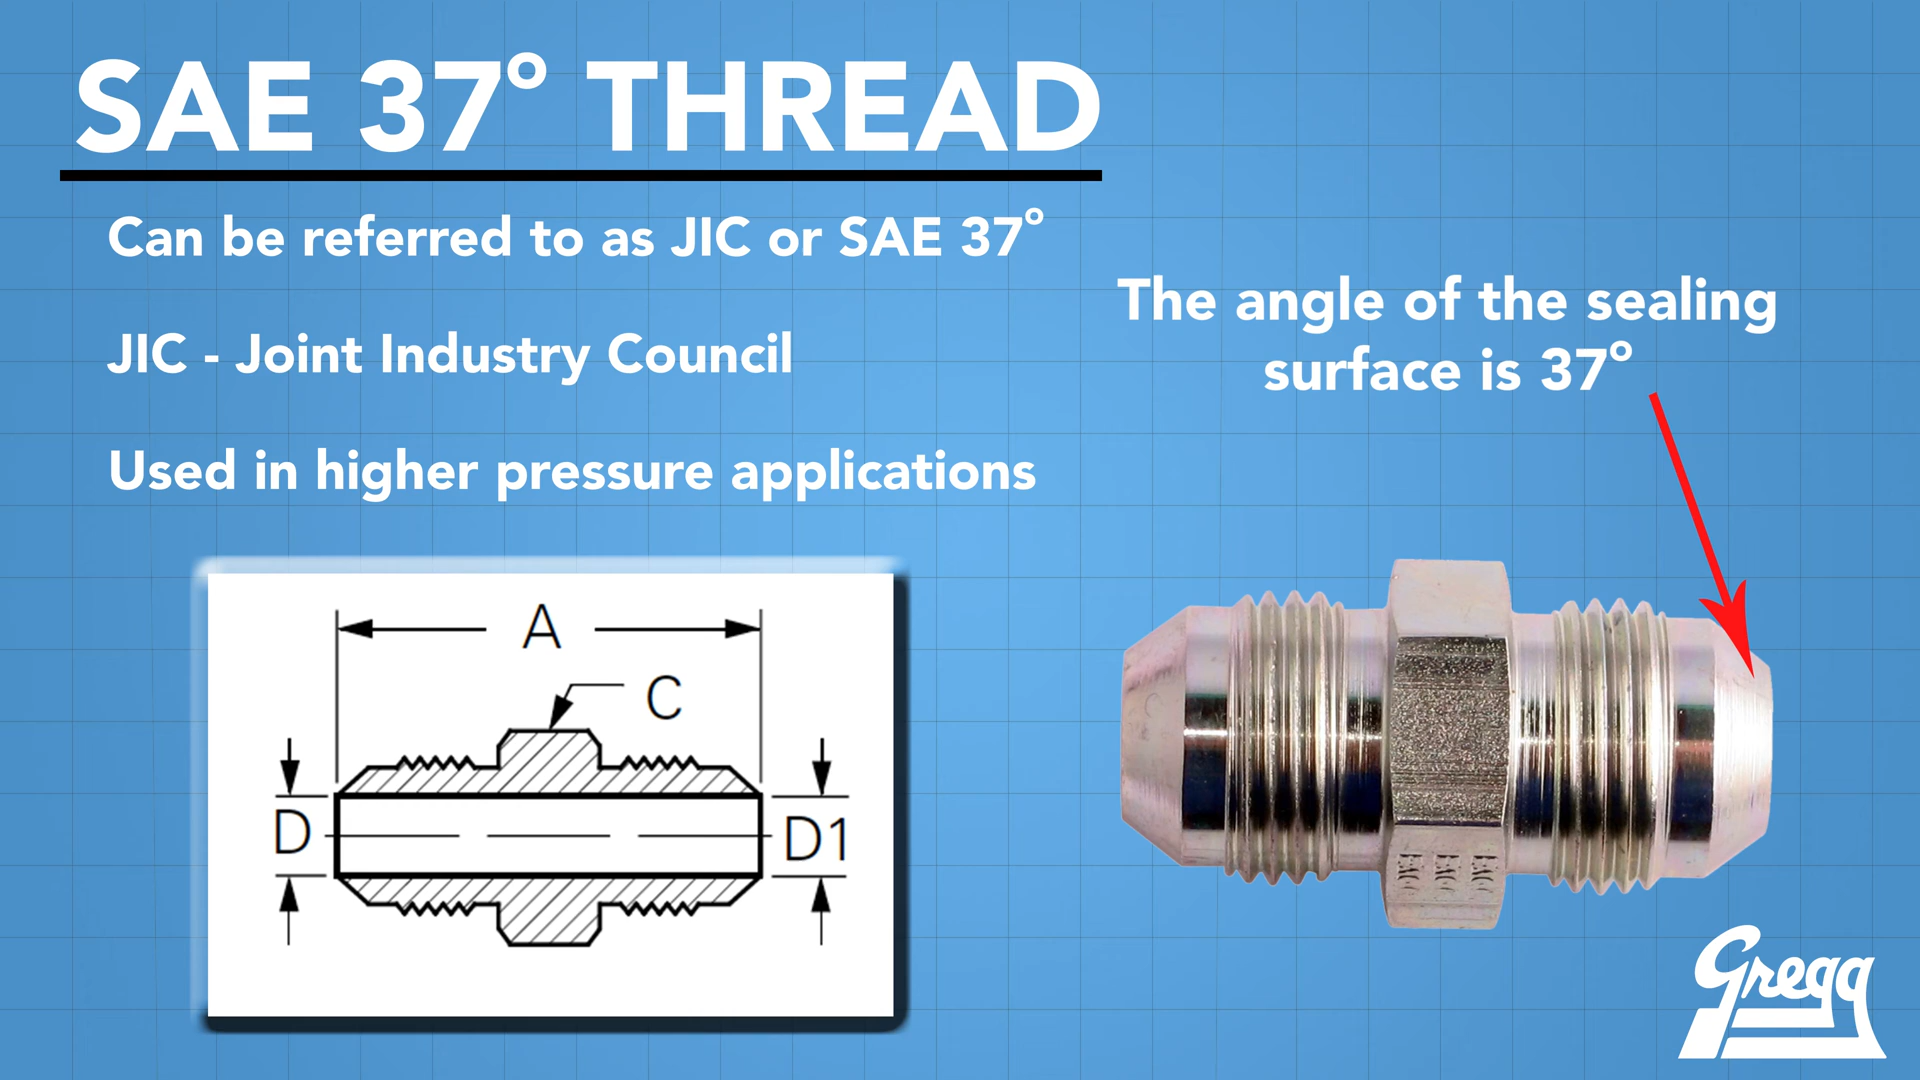 SAE 37° THREAD
Can be referred to as JIC or SAE 37°
JIC - Joint Industry Council
Used in higher pressure applications
The angle of the sealing
surface is 37°
A
C
D
D1
Gregg